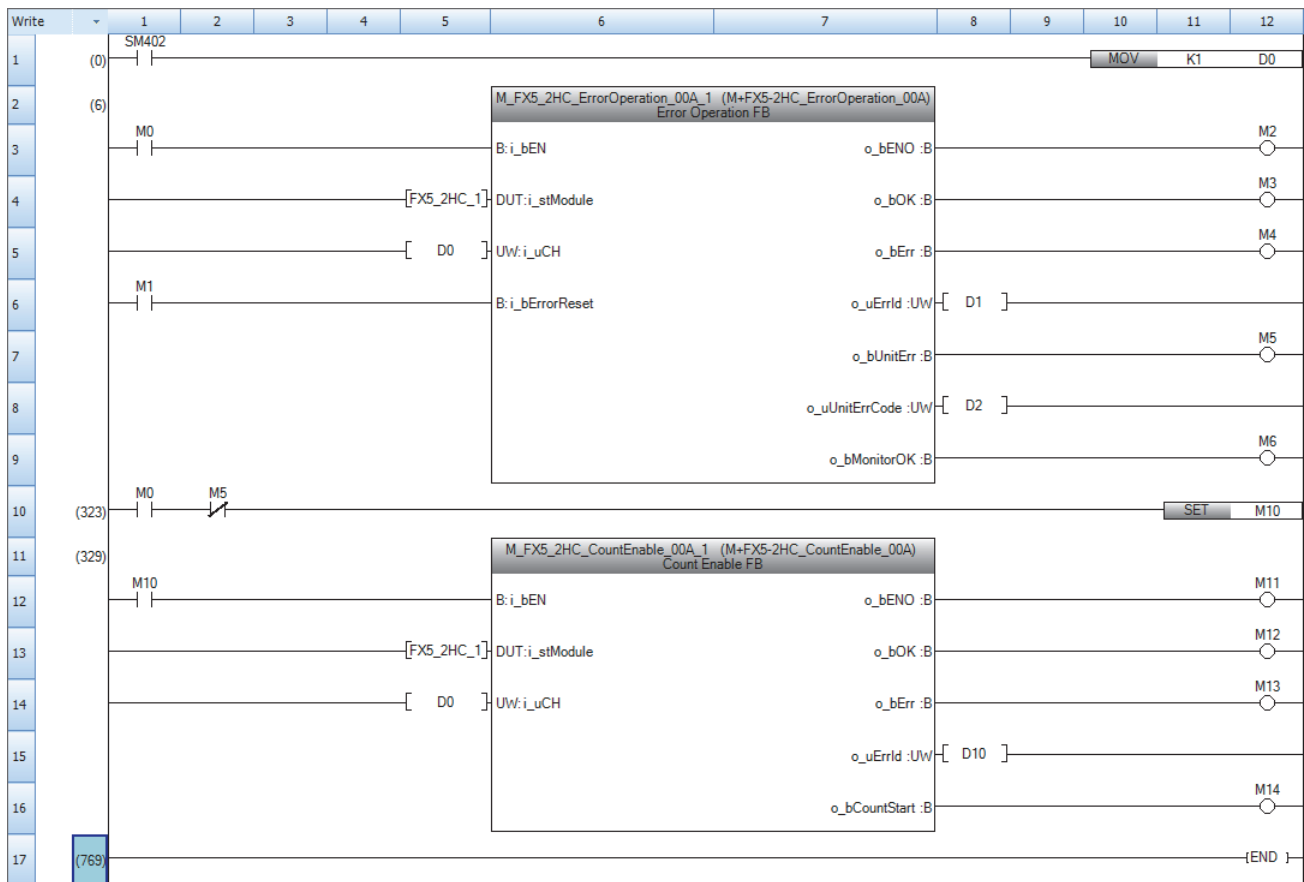 Write 1 2 3 4 5 6 7 8 9 10 11 12
SM402
1 (0) MOV K1 D0
2 (6) M_FX5_2HC_ErrorOperation_00A_1 (M+FX5-2HC_ErrorOperation_00A)
Error Operation FB
M0 M2
3 B:i_bEN o_bENO :B
M3
4 [FX5_2HC_1] DUT:i_stModule o_bOK :B
M4
5 [ D0 ] UW:i_uCH o_bErr :B
M1
6 B:i_bErrorReset o_uErrId :UW [ D1 ]
M5
7 o_bUnitErr :B
8 o_uUnitErrCode :UW [ D2 ]
M6
9 o_bMonitorOK :B
M0 M5
10 (323) SET M10
11 (329) M_FX5_2HC_CountEnable_00A_1 (M+FX5-2HC_CountEnable_00A)
Count Enable FB
M10 M11
12 B:i_bEN o_bENO :B
M12
13 [FX5_2HC_1] DUT:i_stModule o_bOK :B
M13
14 [ D0 ] UW:i_uCH o_bErr :B
15 o_uErrId :UW [ D10 ]
M14
16 o_bCountStart :B
17 (769) [END ]